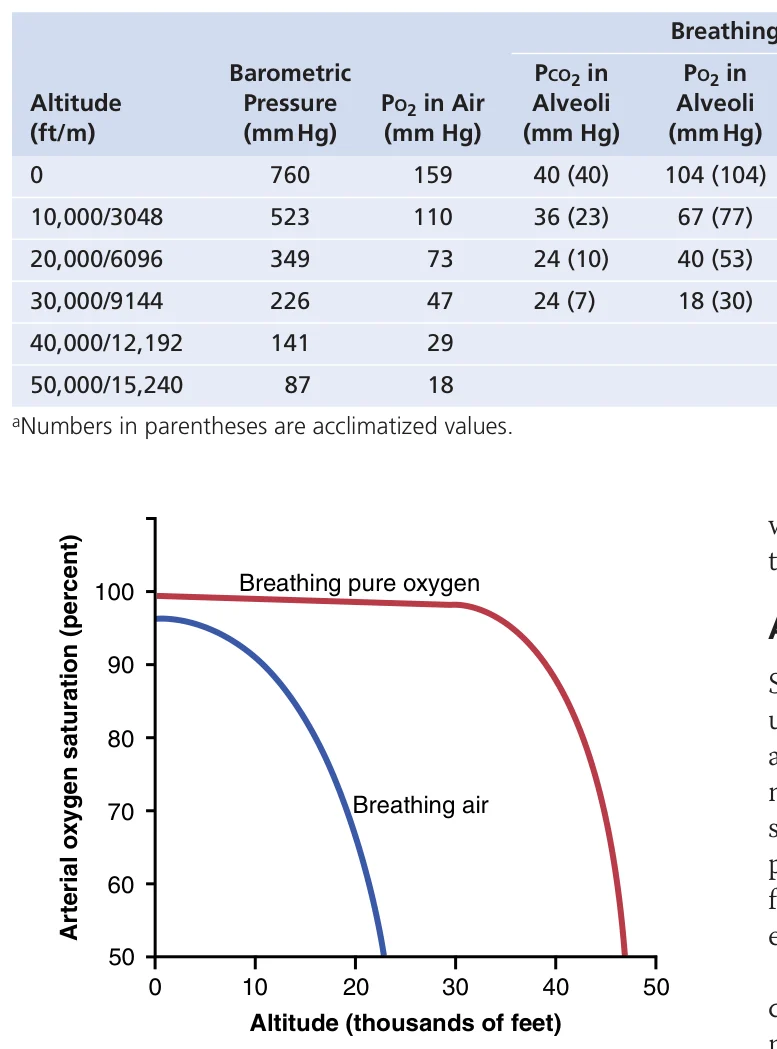 Breathing
Altitude (ft/m) Barometric Pressure (mm Hg) Po2 in Air (mm Hg) Pco2 in Alveoli (mm Hg) Po2 in Alveoli (mm Hg)
0 760 159 40 (40) 104 (104)
10,000/3048 523 110 36 (23) 67 (77)
20,000/6096 349 73 24 (10) 40 (53)
30,000/9144 226 47 24 (7) 18 (30)
40,000/12,192 141 29
50,000/15,240 87 18
aNumbers in parentheses are acclimatized values.
Arterial oxygen saturation (percent)
100
90
80
70
60
50
Breathing pure oxygen
Breathing air
0 10 20 30 40 50
Altitude (thousands of feet)